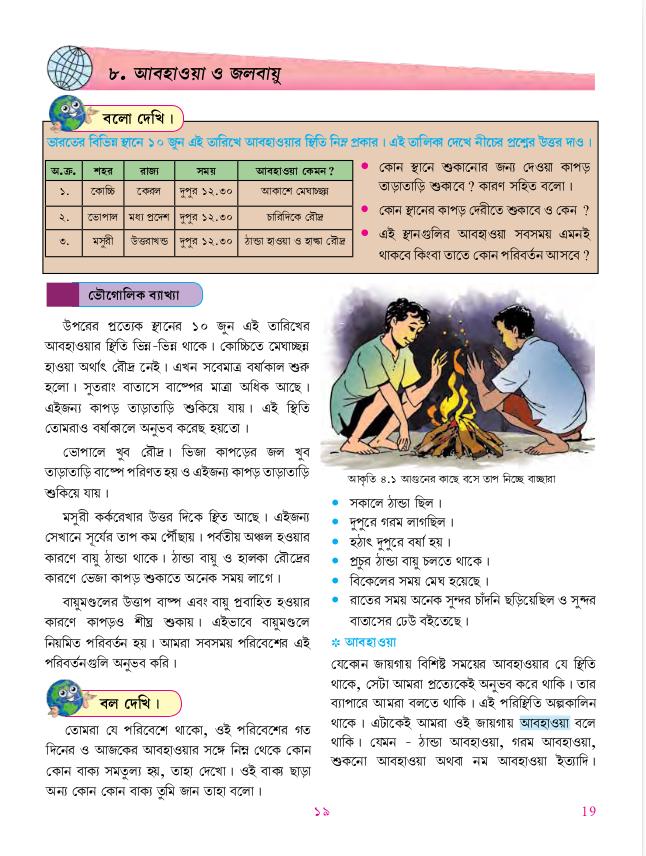 ৮. আবহাওয়া ও জলবায়ু
বলো দেখি।
ভারতের বিভিন্ন স্থানে ১০ জুন এই তারিখে আবহাওয়ার স্থিতি নিম্ন প্রকার। এই তালিকা দেখে নীচের প্রশ্নের উত্তর দাও।
অ.ক্র. শহর রাজ্য সময় আবহাওয়া কেমন?
১. কোচ্চি কেরল দুপুর ১২.৩০ আকাশে মেঘাচ্ছন্ন
২. ভোপাল মধ্য প্রদেশ দুপুর ১২.৩০ চারিদিকে রৌদ্র
৩. মসুরী উত্তরাখন্ড দুপুর ১২.৩০ ঠান্ডা হাওয়া ও হাল্কা রৌদ্র
• কোন স্থানে শুকানোর জন্য দেওয়া কাপড়
তাড়াতাড়ি শুকাবে? কারণ সহিত বলো।
• কোন স্থানের কাপড় দেরীতে শুকাবে ও কেন?
• এই স্থানগুলির আবহাওয়া সবসময় এমনই
থাকবে কিংবা তাতে কোন পরিবর্তন আসবে?
ভৌগোলিক ব্যাখ্যা
উপরের প্রত্যেক স্থানের ১০ জুন এই তারিখের
আবহাওয়ার স্থিতি ভিন্ন-ভিন্ন থাকে। কোচ্চিতে মেঘাচ্ছন্ন
হাওয়া অর্থাৎ রৌদ্র নেই। এখন সবেমাত্র বর্ষাকাল শুরু
হলো। সুতরাং বাতাসে বাষ্পের মাত্রা অধিক আছে।
এইজন্য কাপড় তাড়াতাড়ি শুকিয়ে যায়। এই স্থিতি
তোমরাও বর্ষাকালে অনুভব করেছ হয়তো।
ভোপালে খুব রৌদ্র। ভিজা কাপড়ের জল খুব
তাড়াতাড়ি বাষ্পে পরিণত হয় ও এইজন্য কাপড় তাড়াতাড়ি
শুকিয়ে যায়।
মসুরী কর্করেখার উত্তর দিকে স্থিত আছে। এইজন্য
সেখানে সূর্যের তাপ কম পৌঁছায়। পর্বতীয় অঞ্চল হওয়ার
কারণে বায়ু ঠান্ডা থাকে। ঠান্ডা বায়ু ও হালকা রৌদ্রের
কারণে ভেজা কাপড় শুকাতে অনেক সময় লাগে।
বায়ুমণ্ডলের উত্তাপ বাষ্প এবং বায়ু প্রবাহিত হওয়ার
কারণে কাপড়ও শীঘ্র শুকায়। এইভাবে বায়ুমণ্ডলে
নিয়মিত পরিবর্তন হয়। আমরা সবসময় পরিবেশের এই
পরিবর্তনগুলি অনুভব করি।
বল দেখি।
তোমরা যে পরিবেশে থাকো, ওই পরিবেশের গত
দিনের ও আজকের আবহাওয়ার সঙ্গে নিম্ন থেকে কোন
কোন বাক্য সমতুল্য হয়, তাহা দেখো। ওই বাক্য ছাড়া
অন্য কোন কোন বাক্য তুমি জান তাহা বলো।
আকৃতি ৪.১ আগুনের কাছে বসে তাপ নিচ্ছে বাচ্চারা
• সকালে ঠান্ডা ছিল।
• দুপুরে গরম লাগছিল।
• হঠাৎ দুপুরে বর্ষা হয়।
• প্রচুর ঠান্ডা বায়ু চলতে থাকে।
• বিকেলের সময় মেঘ হয়েছে।
• রাতের সময় অনেক সুন্দর চাঁদনি ছড়িয়েছিল ও সুন্দর
বাতাসের ঢেউ বইতেছে।
* আবহাওয়া
যেকোন জায়গায় বিশিষ্ট সময়ের আবহাওয়ার যে স্থিতি
থাকে, সেটা আমরা প্রত্যেকেই অনুভব করে থাকি। তার
ব্যাপারে আমরা বলতে থাকি। এই পরিস্থিতি অল্পকালিন
থাকে। এটাকেই আমরা ওই জায়গায় আবহাওয়া বলে
থাকি। যেমন - ঠান্ডা আবহাওয়া, গরম আবহাওয়া,
শুকনো আবহাওয়া অথবা নম আবহাওয়া ইত্যাদি।
১৯
19